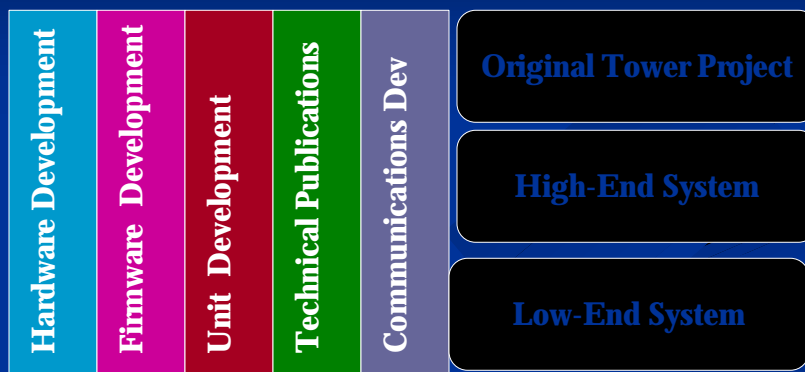 Hardware Development
Firmware Development
Unit Development
Technical Publications
Communications Dev
Original Tower Project
High-End System
Low-End System